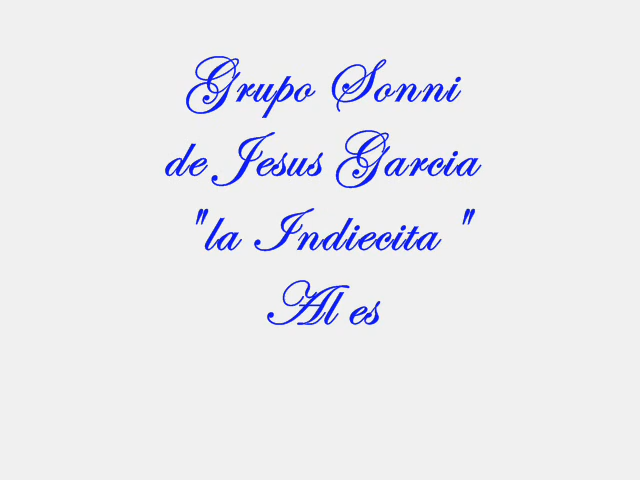 Grupo Sonni
de Jesus Garcia
"la Indiecita "
Al es